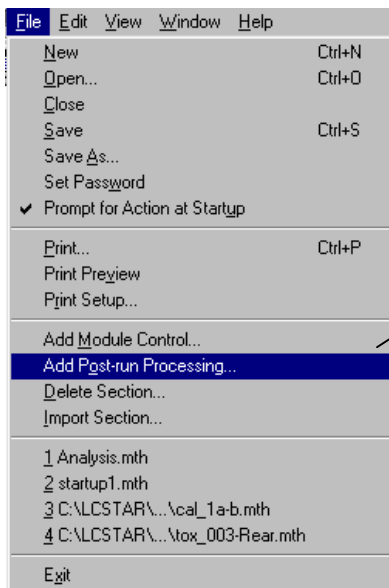 File Edit View Window Help
New Ctrl+N
Open... Ctrl+O
Close
Save Ctrl+S
Save As...
Set Password
✔ Prompt for Action at Startup
Print... Ctrl+P
Print Preview
Print Setup...
Add Module Control...
Add Post-run Processing...
Delete Section...
Import Section...
1 Analysis.mth
2 startup1.mth
3 C:\LCSTAR\...\cal_1a-b.mth
4 C:\LCSTAR\...\tox_003-Rear.mth
Exit